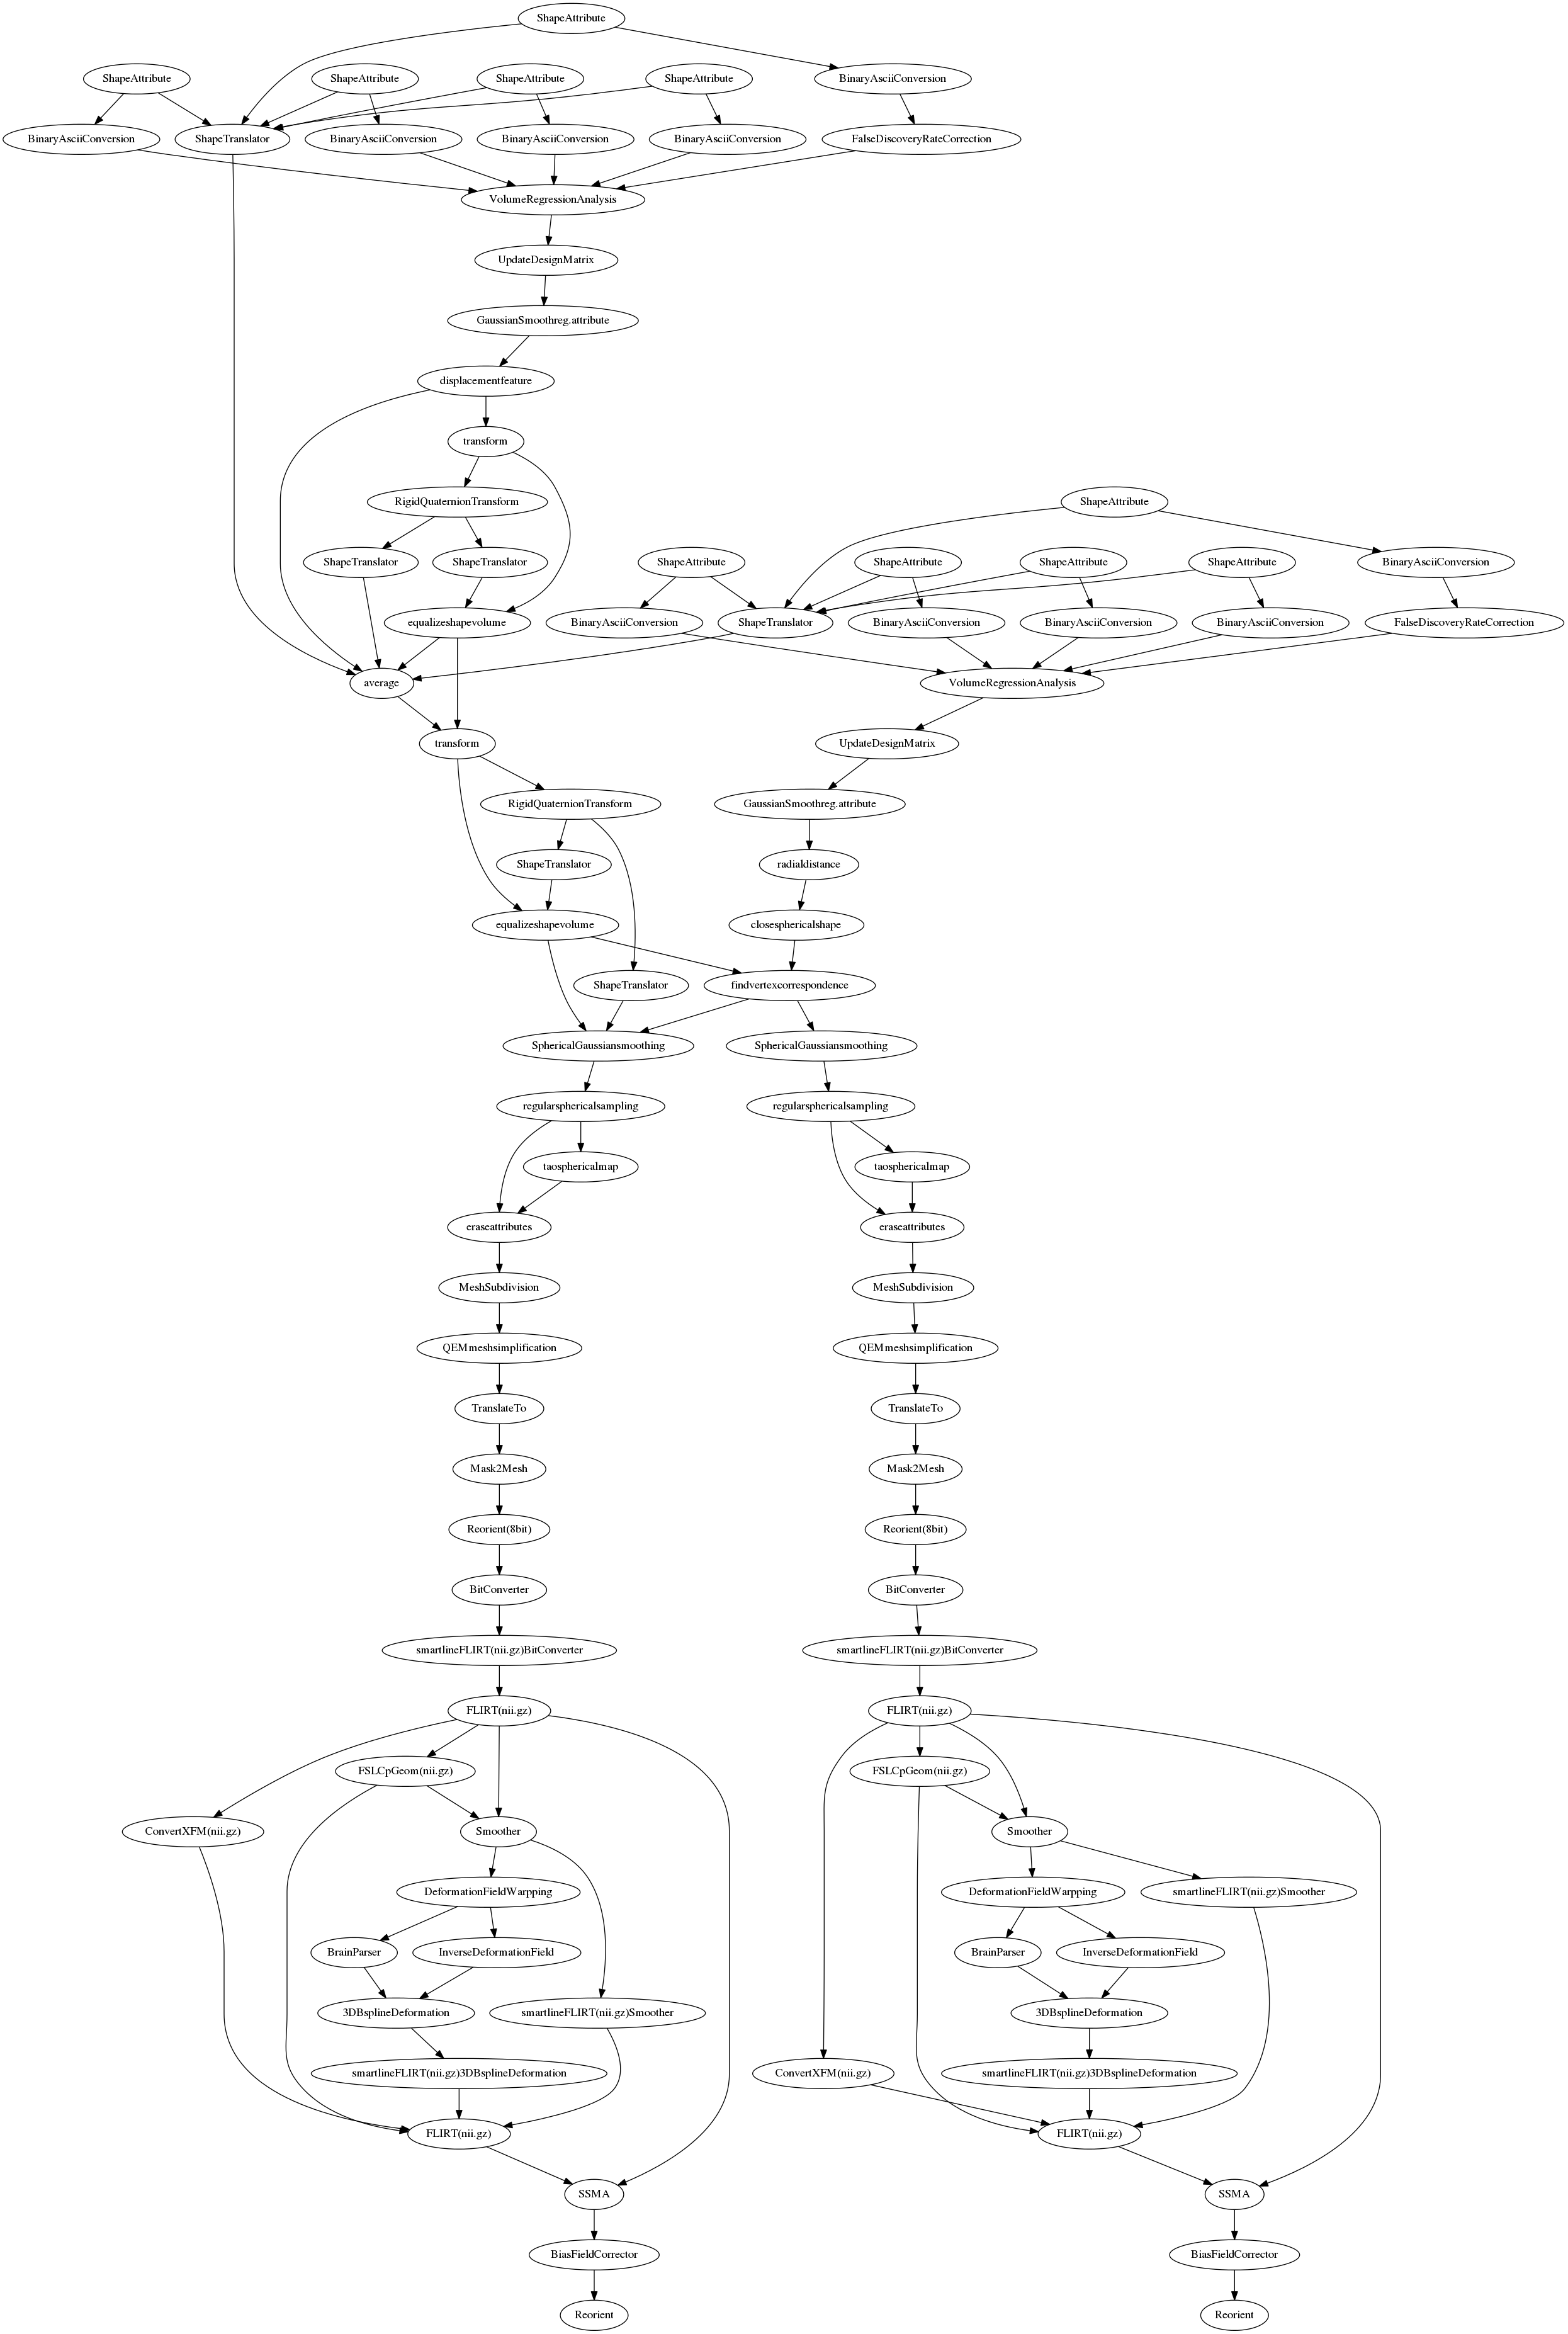 ShapeAttribute
ShapeAttribute
ShapeAttribute
ShapeAttribute
ShapeAttribute
BinaryAsciiConversion
BinaryAsciiConversion
ShapeTranslator
BinaryAsciiConversion
BinaryAsciiConversion
BinaryAsciiConversion
FalseDiscoveryRateCorrection
VolumeRegressionAnalysis
UpdateDesignMatrix
GaussianSmoothreg.attribute
displacementfeature
transform
RigidQuaternionTransform
ShapeAttribute
ShapeTranslator
ShapeTranslator
ShapeAttribute
ShapeAttribute
ShapeAttribute
ShapeAttribute
BinaryAsciiConversion
equalizeshapevolume
BinaryAsciiConversion
ShapeTranslator
BinaryAsciiConversion
BinaryAsciiConversion
BinaryAsciiConversion
FalseDiscoveryRateCorrection
average
VolumeRegressionAnalysis
transform
UpdateDesignMatrix
RigidQuaternionTransform
GaussianSmoothreg.attribute
ShapeTranslator
radialdistance
equalizeshapevolume
closesphericalshape
ShapeTranslator
findvertexcorrespondence
SphericalGaussiansmoothing
SphericalGaussiansmoothing
regularsphericalsampling
regularsphericalsampling
taosphericalmap
taosphericalmap
eraseattributes
eraseattributes
MeshSubdivision
MeshSubdivision
QEMmeshsimplification
QEMmeshsimplification
TranslateTo
TranslateTo
Mask2Mesh
Mask2Mesh
Reorient(8bit)
Reorient(8bit)
BitConverter
BitConverter
smartlineFLIRT(nii.gz)BitConverter
smartlineFLIRT(nii.gz)BitConverter
FLIRT(nii.gz)
FLIRT(nii.gz)
FSLCpGeom(nii.gz)
FSLCpGeom(nii.gz)
ConvertXFM(nii.gz)
Smoother
Smoother
DeformationFieldWarpping
DeformationFieldWarpping
smartlineFLIRT(nii.gz)Smoother
BrainParser
InverseDeformationField
BrainParser
InverseDeformationField
3DBsplineDeformation
smartlineFLIRT(nii.gz)Smoother
3DBsplineDeformation
smartlineFLIRT(nii.gz)3DBsplineDeformation
ConvertXFM(nii.gz)
smartlineFLIRT(nii.gz)3DBsplineDeformation
FLIRT(nii.gz)
FLIRT(nii.gz)
SSMA
SSMA
BiasFieldCorrector
BiasFieldCorrector
Reorient
Reorient